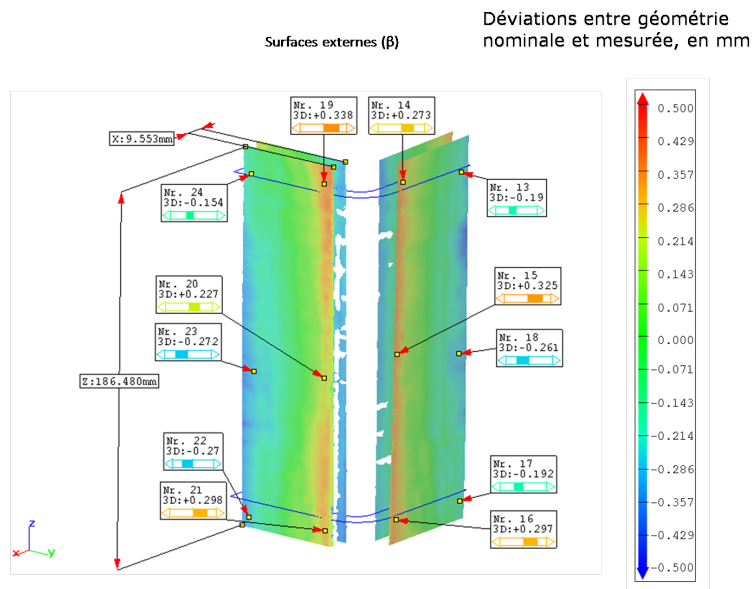 Déviations entre géométrie
nominale et mesurée, en mm
Surfaces externes (β)
Nr. 19
3D:+0.338
Nr. 14
3D:+0.273
X:9.553mm
Nr. 24
3D:-0.154
Nr. 13
3D:-0.19
Nr. 20
3D:+0.227
Nr. 15
3D:+0.325
Nr. 23
3D:-0.272
Nr. 18
3D:-0.261
Z:186.480mm
Nr. 22
3D:-0.27
Nr. 17
3D:-0.192
Nr. 21
3D:+0.298
Nr. 16
3D:+0.297
z
x
y
0.500
0.429
0.357
0.286
0.214
0.143
0.071
0.000
-0.071
-0.143
-0.214
-0.286
-0.357
-0.429
-0.500